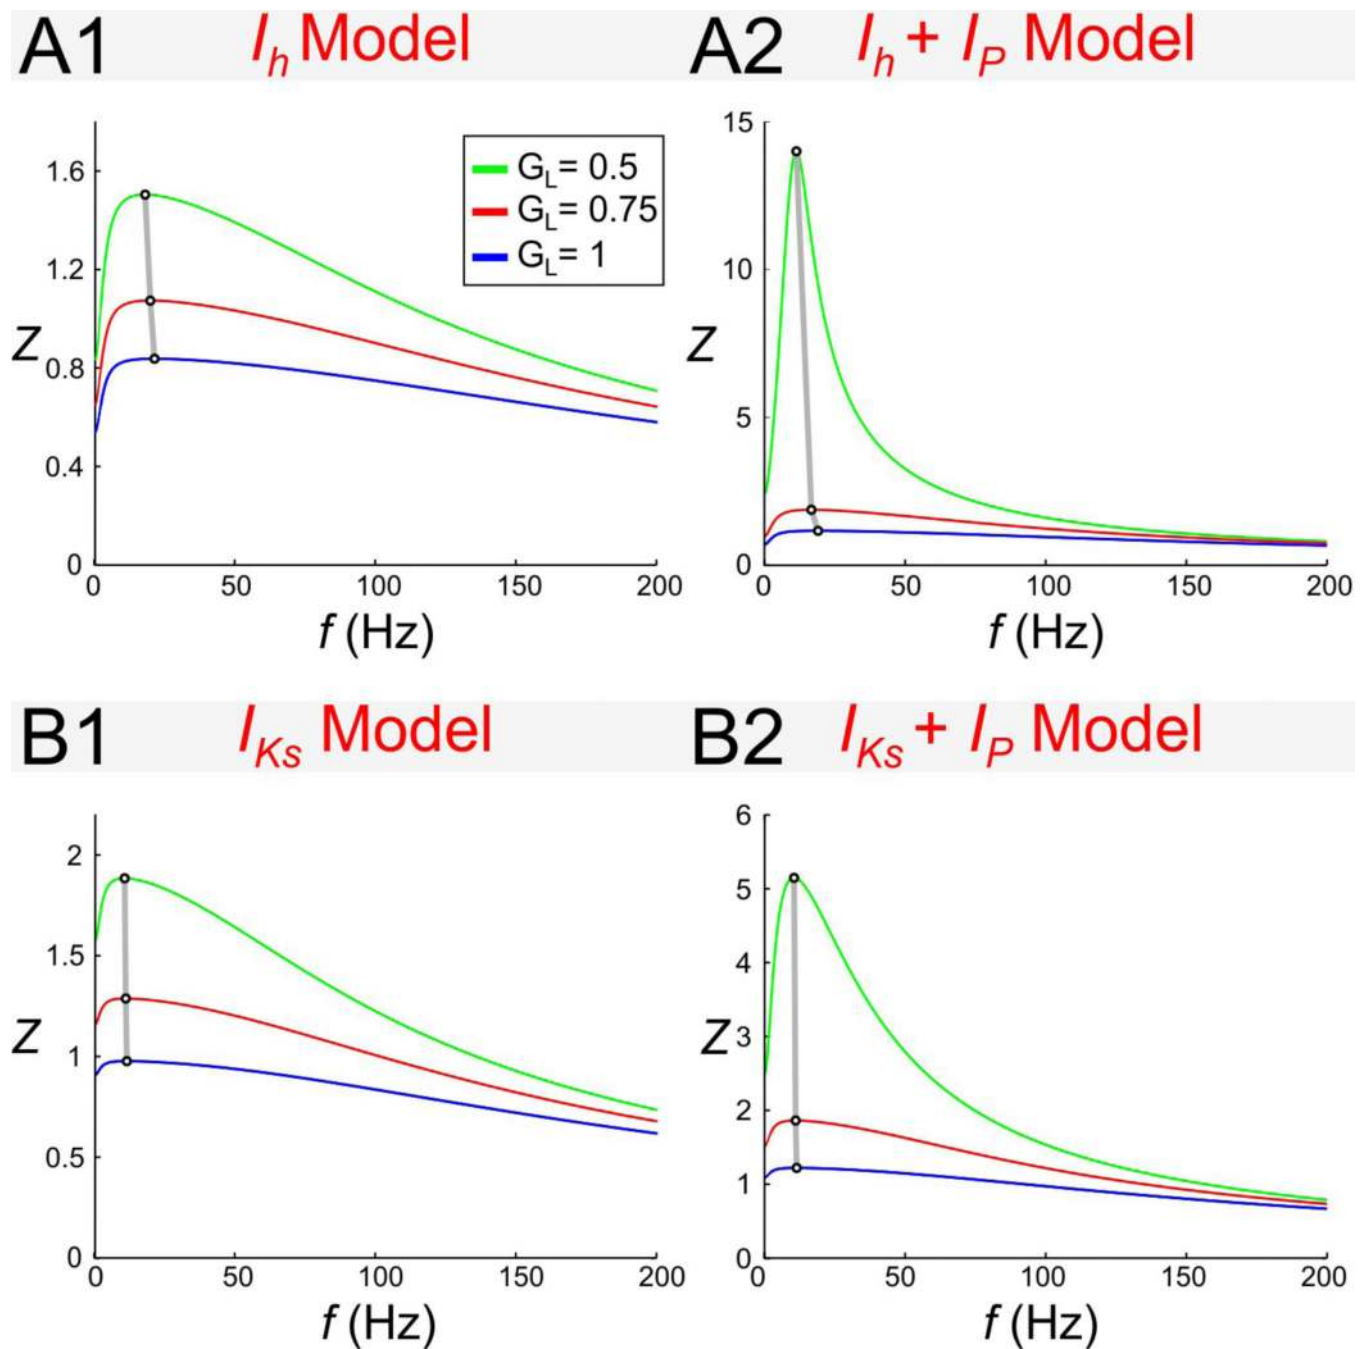 A1 I_h Model
A2 I_h + I_P Model
1.6
1.2
0.8
0.4
0
Z
G_L = 0.5
G_L = 0.75
G_L = 1
0 50 100 150 200
f (Hz)
15
10
5
0
Z
0 50 100 150 200
f (Hz)
B1 I_Ks Model
B2 I_Ks + I_P Model
2
1.5
1
0.5
0
Z
0 50 100 150 200
f (Hz)
6
5
4
3
2
1
0
Z
0 50 100 150 200
f (Hz)